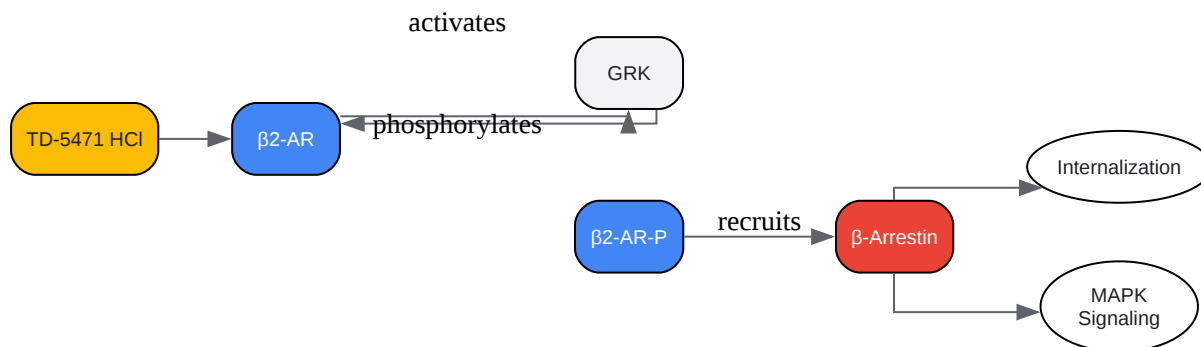 activates
GRK
TD-5471 HCl
β2-AR
phosphorylates
Internalization
β2-AR-P
recruits
β-Arrestin
MAPK
Signaling